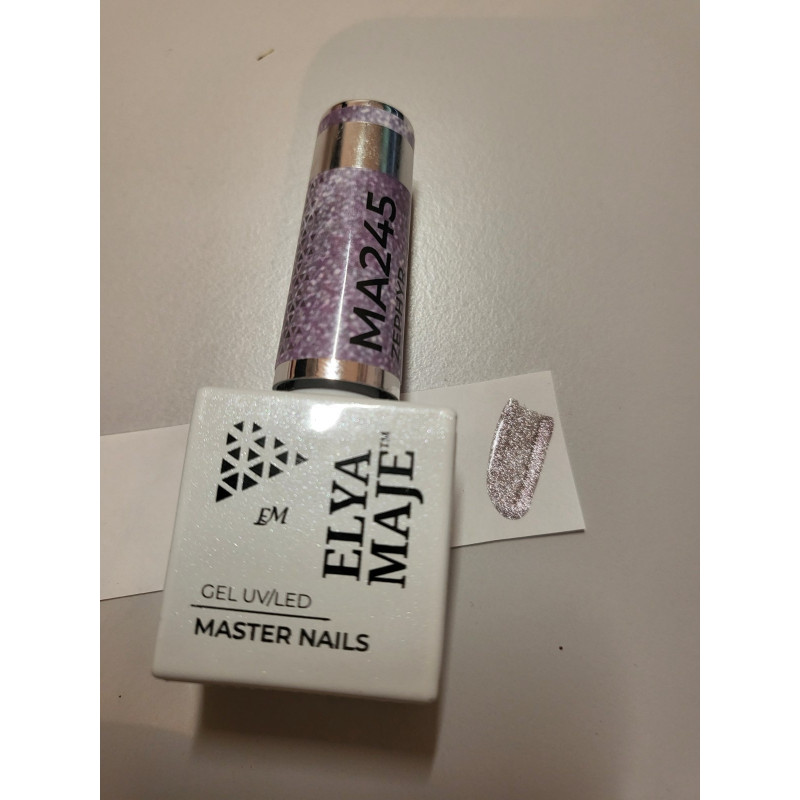 MA245
ZEPHYR
ELYA
MAJE™
EM
GEL UV/LED
MASTER NAILS